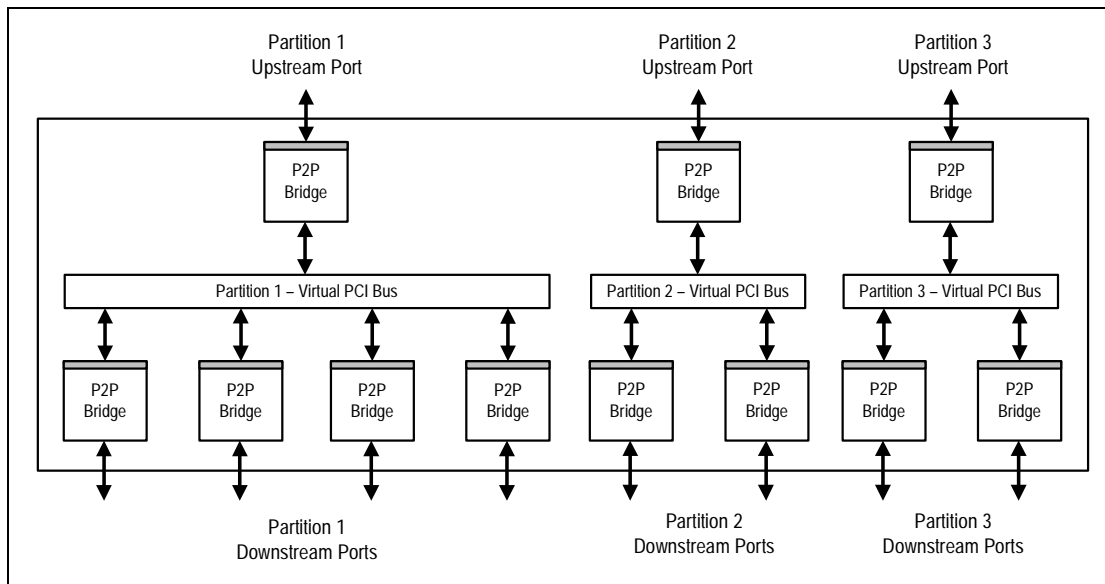 Partition 1
Upstream Port
Partition 2
Upstream Port
Partition 3
Upstream Port
P2P
Bridge
P2P
Bridge
P2P
Bridge
Partition 1 – Virtual PCI Bus
Partition 2 – Virtual PCI Bus
Partition 3 – Virtual PCI Bus
P2P
Bridge
P2P
Bridge
P2P
Bridge
P2P
Bridge
P2P
Bridge
P2P
Bridge
P2P
Bridge
P2P
Bridge
Partition 1
Downstream Ports
Partition 2
Downstream Ports
Partition 3
Downstream Ports